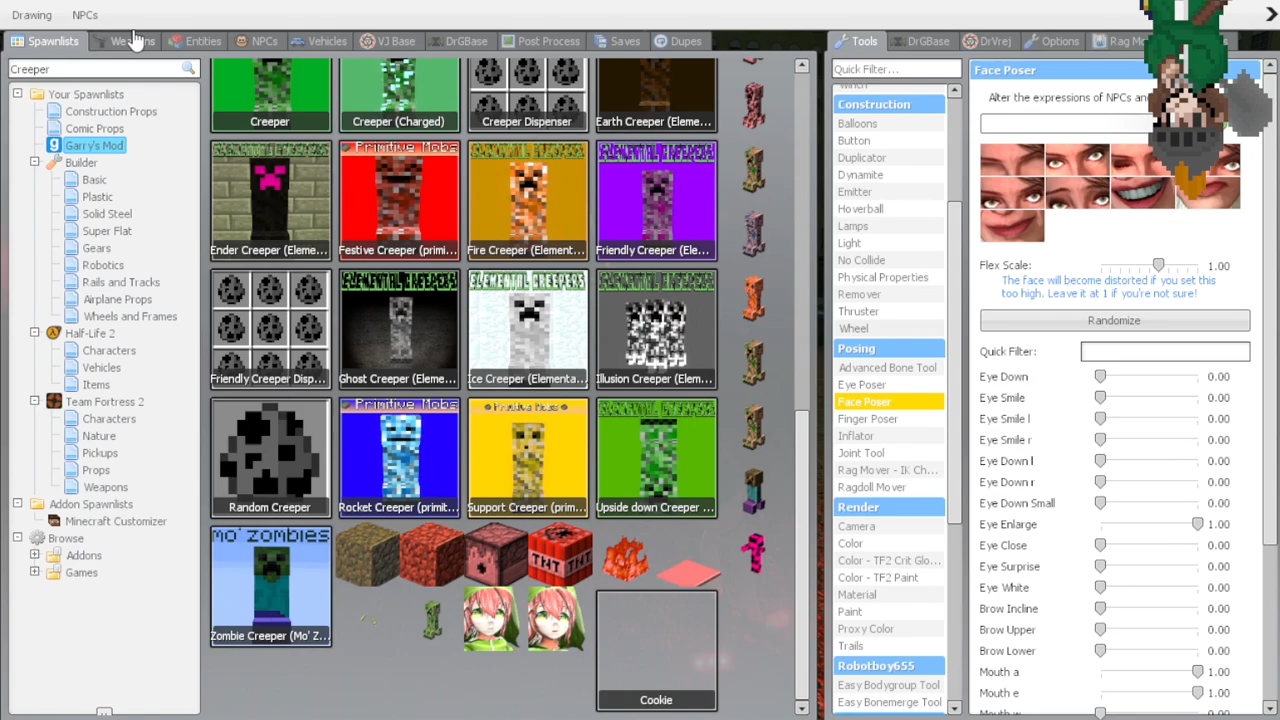 Drawing NPCs
Spawnlists Weapons Entities NPCs Vehicles VJ Base DrGBase Post Process Saves Dupes
Creeper
Your Spawnlists
Construction Props
Comic Props
Garry's Mod
Builder
Basic
Plastic
Solid Steel
Super Flat
Gears
Robotics
Rails and Tracks
Airplane Props
Wheels and Frames
Half-Life 2
Characters
Vehicles
Items
Team Fortress 2
Characters
Nature
Pickups
Props
Weapons
Addon Spawnlists
Minecraft Customizer
Browse
Addons
Games
Creeper
Creeper (Charged)
Creeper Dispenser
Earth Creeper (Eleme...
Ender Creeper (Eleme...
Primitive Mobs
Festive Creeper (primi...
Fire Creeper (Element...
Friendly Creeper (Ele...
Friendly Creeper Disp...
ELEMENTAL CREEPERS
Ghost Creeper (Eleme...
ELEMENTAL CREEPERS
Ice Creeper (Elementa...
ELEMENTAL CREEPERS
Illusion Creeper (Elem...
Random Creeper
Primitive Mobs
Rocket Creeper (primit...
Primitive Mobs
Support Creeper (prim...
Upside down Creeper ...
MO' ZOMBIES
Zombie Creeper (Mo' Z...
TNT
Cookie
Tools DrGBase DrVrej Options Rag Mo
Quick Filter...
Winch
Construction
Balloons
Button
Duplicator
Dynamite
Emitter
Hoverball
Lamps
Light
No Collide
Physical Properties
Remover
Thruster
Wheel
Posing
Advanced Bone Tool
Eye Poser
Face Poser
Finger Poser
Inflator
Joint Tool
Rag Mover - Ik Ch...
Ragdoll Mover
Render
Camera
Color
Color - TF2 Crit Glo...
Color - TF2 Paint
Material
Paint
Proxy Color
Trails
Robotboy655
Easy Bodygroup Tool
Easy Bonemerge Tool
Face Poser
Alter the expressions of NPCs an
Flex Scale: 1.00
The face will become distorted if you set this
too high. Leave it at 1 if you're not sure!
Randomize
Quick Filter:
Eye Down 0.00
Eye Smile 0.00
Eye Smile l 0.00
Eye Smile r 0.00
Eye Down l 0.00
Eye Down r 0.00
Eye Down Small 0.00
Eye Enlarge 1.00
Eye Close 0.00
Eye Surprise 0.00
Eye White 0.00
Brow Incline 0.00
Brow Upper 0.00
Brow Lower 0.00
Mouth a 1.00
Mouth e 1.00